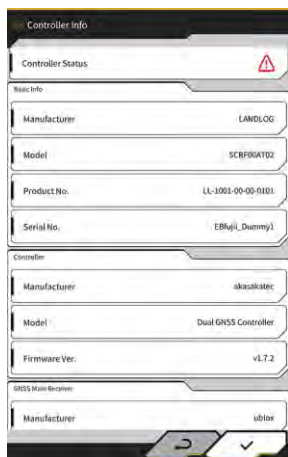 Controller Info
Controller Status
Basic Info
Manufacturer LANDLOG
Model SCRF00AT02
Product No. LL-1001-00-00-0101
Serial No. EBfujii_Dummy1
Controller
Manufacturer akasakatec
Model Dual GNSS Controller
Firmware Ver. v1.7.2
GNSS Main Receiver
Manufacturer ublox